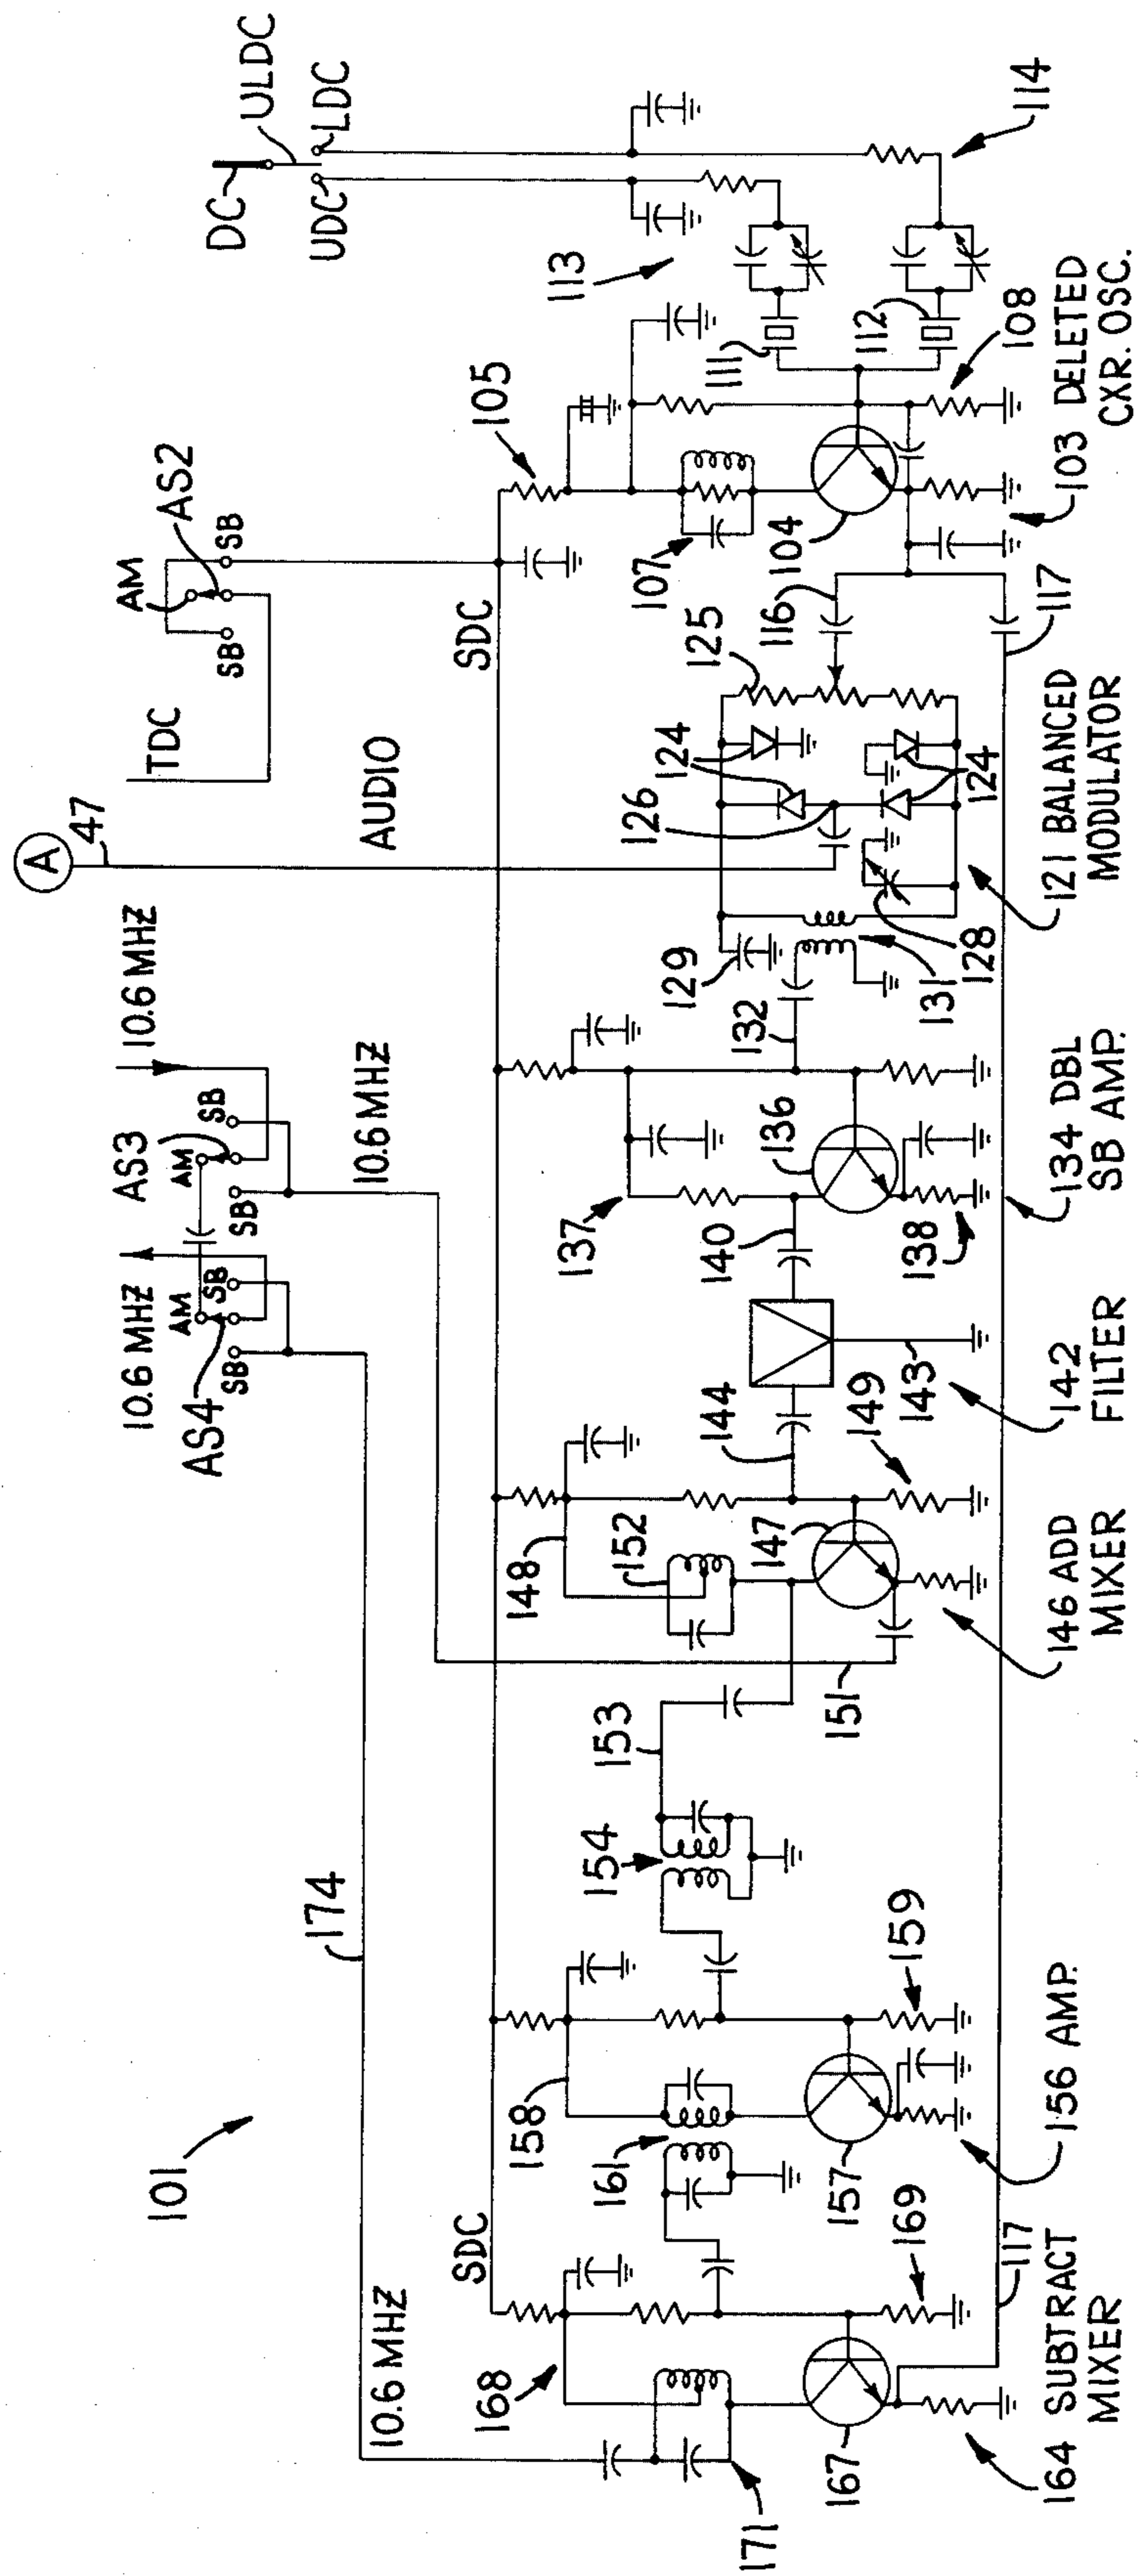 101
174
10.6 MHZ
10.6 MHZ
AM
SB
SB
AS4
AS3
10.6 MHZ
AM
SB
SB
10.6 MHZ
A
47
AUDIO
TDC
AM
AS2
SB
SB
DC
ULDC
UDC
LDC
SDC
SDC
168
171
167
169
164 SUBTRACT
MIXER
117
158
161
157
159
156 AMP.
154
153
148
152
147
151
144
149
146 ADD
MIXER
142
FILTER
143
140
137
136
138
134 DBL
SB AMP.
132
129
131
128
126
124
124
125
121 BALANCED
MODULATOR
116
117
107
104
105
103 DELETED
CXR. OSC.
108
111
112
113
114